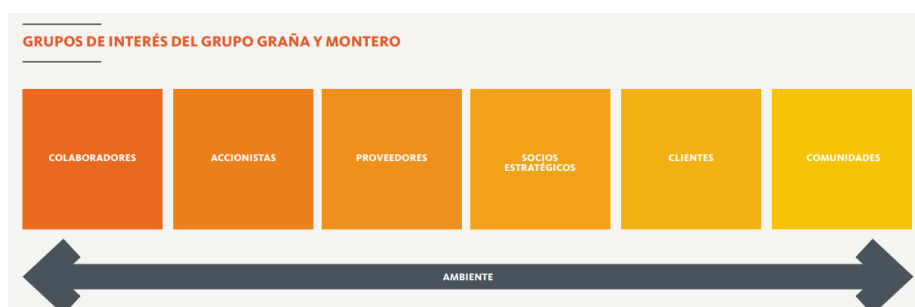 GRUPOS DE INTERÉS DEL GRUPO GRAÑA Y MONTERO
COLABORADORES
ACCIONISTAS
PROVEEDORES
SOCIOS
ESTRATÉGICOS
CLIENTES
COMUNIDADES
AMBIENTE